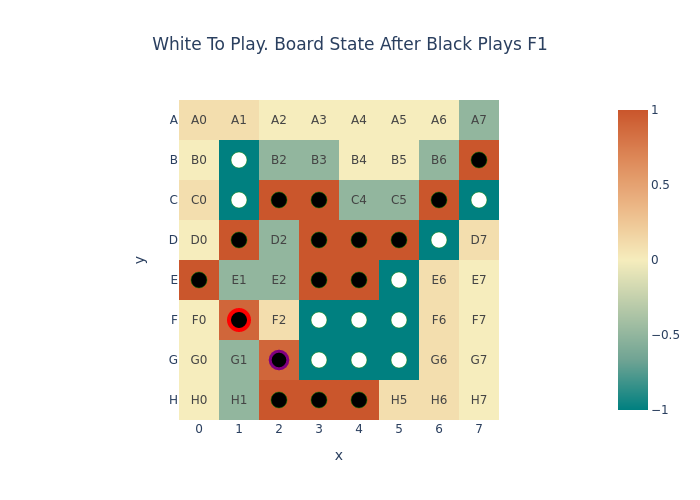 White To Play. Board State After Black Plays F1
A A0 A1 A2 A3 A4 A5 A6 A7
B B0 B2 B3 B4 B5 B6
C C0 C4 C5
D D0 D2 D7
E E1 E2 E6 E7
F F0 F2 F6 F7
G G0 G1 G6 G7
H H0 H1 H5 H6 H7
0 1 2 3 4 5 6 7
x
y
1
0.5
0
−0.5
−1